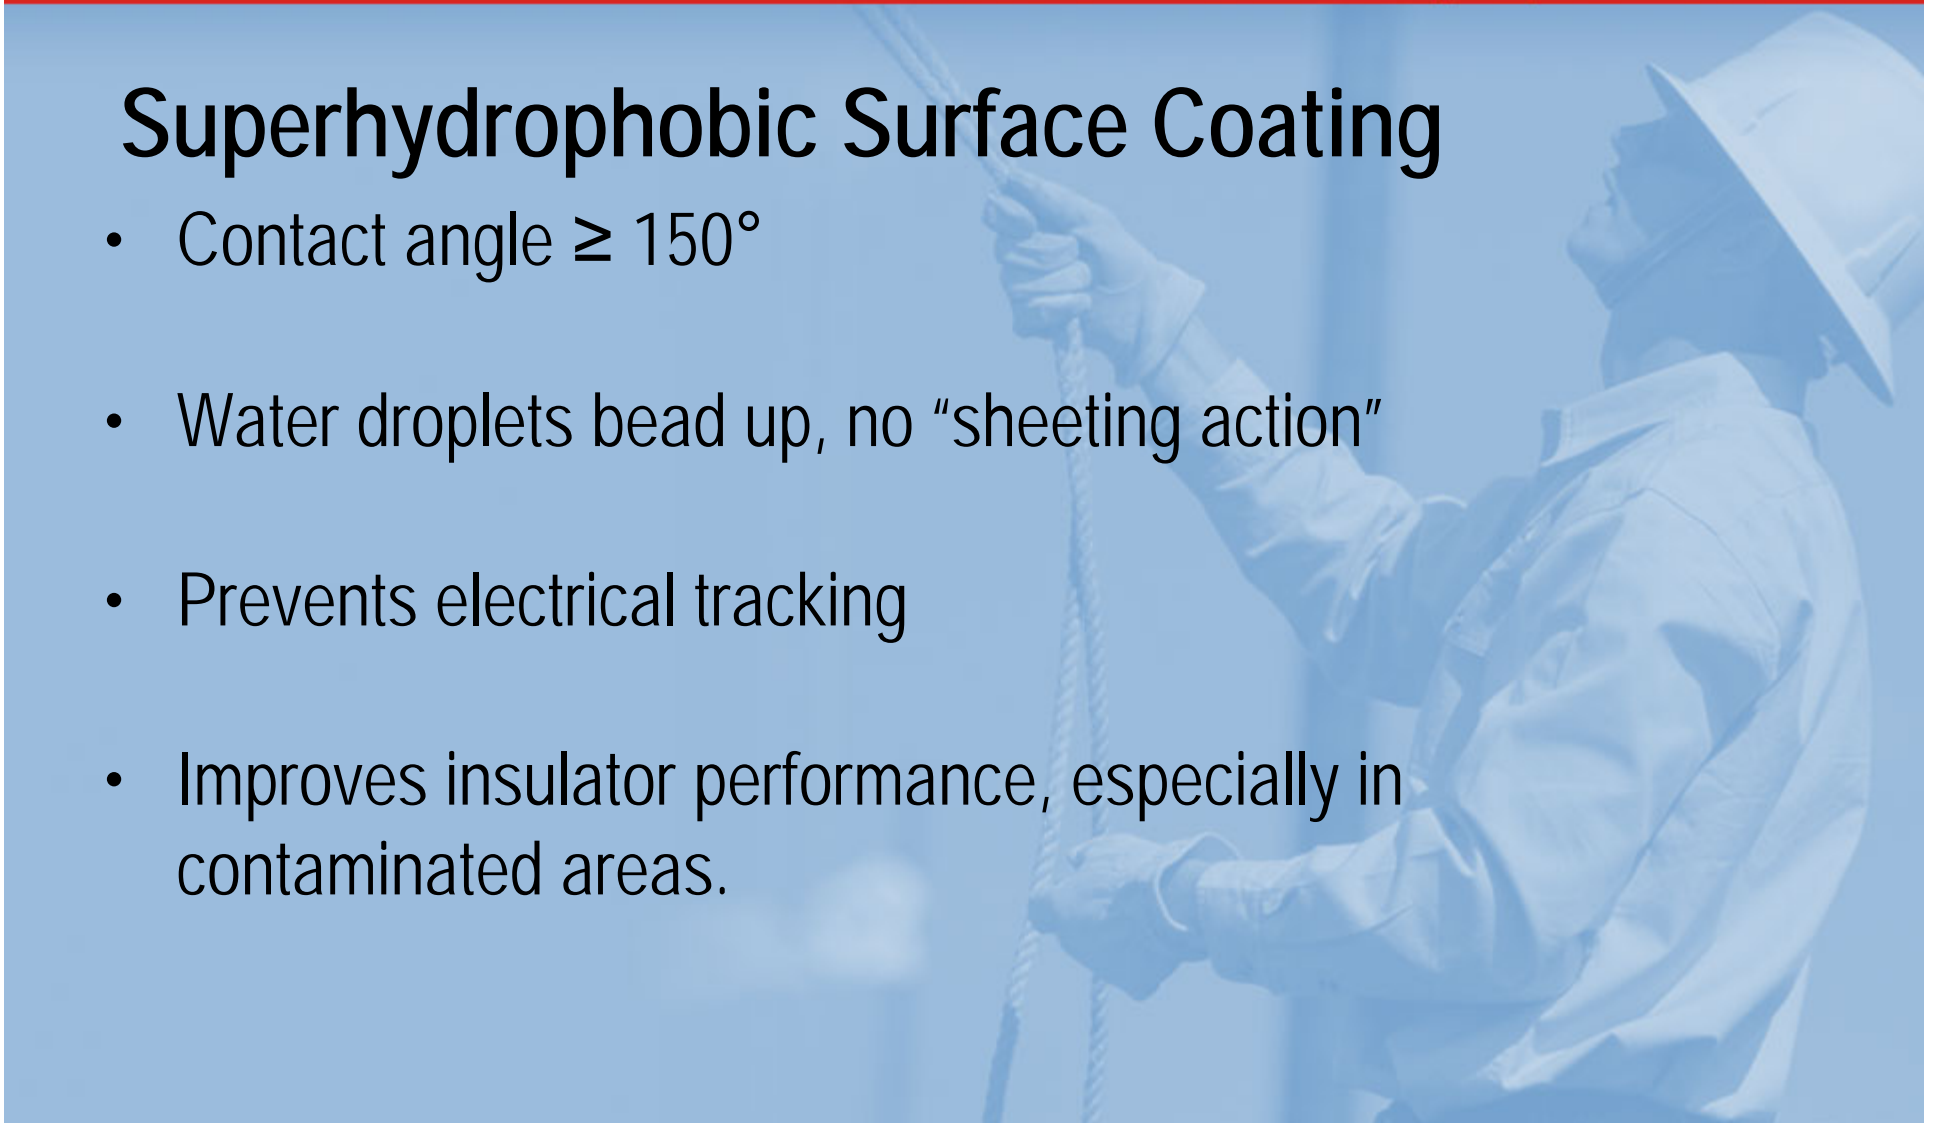 Superhydrophobic Surface Coating
• Contact angle ≥ 150°
• Water droplets bead up, no “sheeting action”
• Prevents electrical tracking
• Improves insulator performance, especially in
contaminated areas.